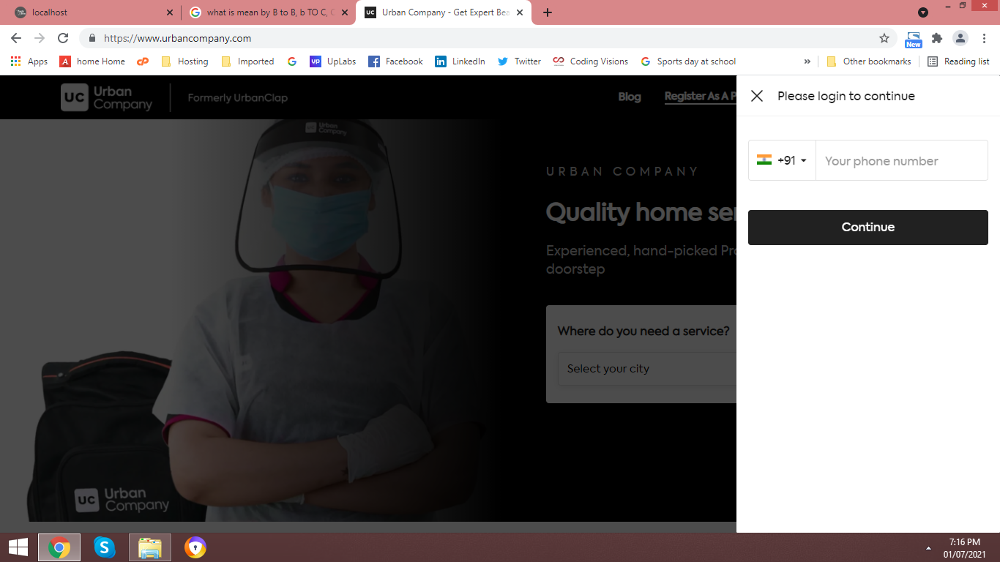 localhost
what is mean by B to B, b TO C, C
UC
Urban Company - Get Expert Bea
https://www.urbancompany.com
New
Apps
A
home Home
cP
Hosting
Imported
G
up
UpLabs
Facebook
in
LinkedIn
Twitter
Coding Visions
G
Sports day at school
»
Other bookmarks
Reading list
UC
Urban
Company
Formerly UrbanClap
Blog
Register As A P
Please login to continue
+91
Your phone number
Continue
Urban
Company
URBAN COMPANY
Quality home ser
Experienced, hand-picked Pro
doorstep
Where do you need a service?
Select your city
UC
Urban
Company
7:16 PM
01/07/2021